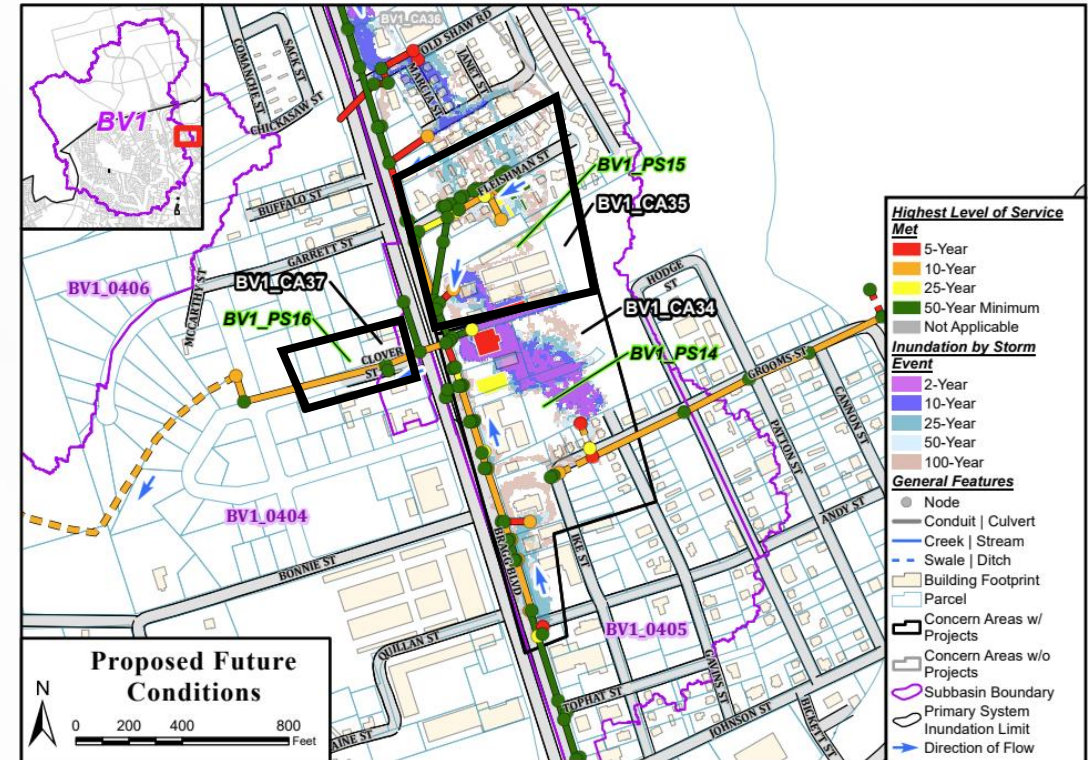 BV1
BV1_CA36
OLD SHAW RD
COMANCHE ST
SACK ST
MARCIA ST
JANET ST
CHICKASAW ST
FLEISHMAN ST
BV1_PS15
BUFFALO ST
BV1_CA35
GARRETT ST
MCCARTHY ST
BV1_0406
BV1_CA37
HODGE
ST
BV1_PS16
BV1_CA34
CLOVER
ST
BV1_PS14
GROOMS ST
CANNON ST
PATTON ST
BV1_0404
ANDY ST
BRAGG BLVD
IKE ST
BONNIE ST
BV1_0405
QUILLAN ST
GAVINS ST
TOPHAT ST
JOHNSON ST
BICKETT ST
AINE ST
Highest Level of Service
Met
5-Year
10-Year
25-Year
50-Year Minimum
Not Applicable
Inundation by Storm
Event
2-Year
10-Year
25-Year
50-Year
100-Year
General Features
Node
Conduit | Culvert
Creek | Stream
Swale | Ditch
Building Footprint
Parcel
Concern Areas w/
Projects
Concern Areas w/o
Projects
Subbasin Boundary
Primary System
Inundation Limit
Direction of Flow
Proposed Future
Conditions
N
0 200 400 800
Feet